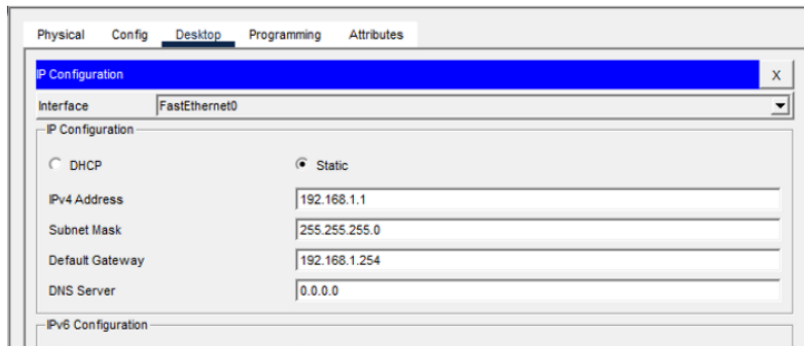 Physical Config Desktop Programming Attributes
IP Configuration X
Interface FastEthernet0
IP Configuration
DHCP Static
IPv4 Address 192.168.1.1
Subnet Mask 255.255.255.0
Default Gateway 192.168.1.254
DNS Server 0.0.0.0
IPv6 Configuration